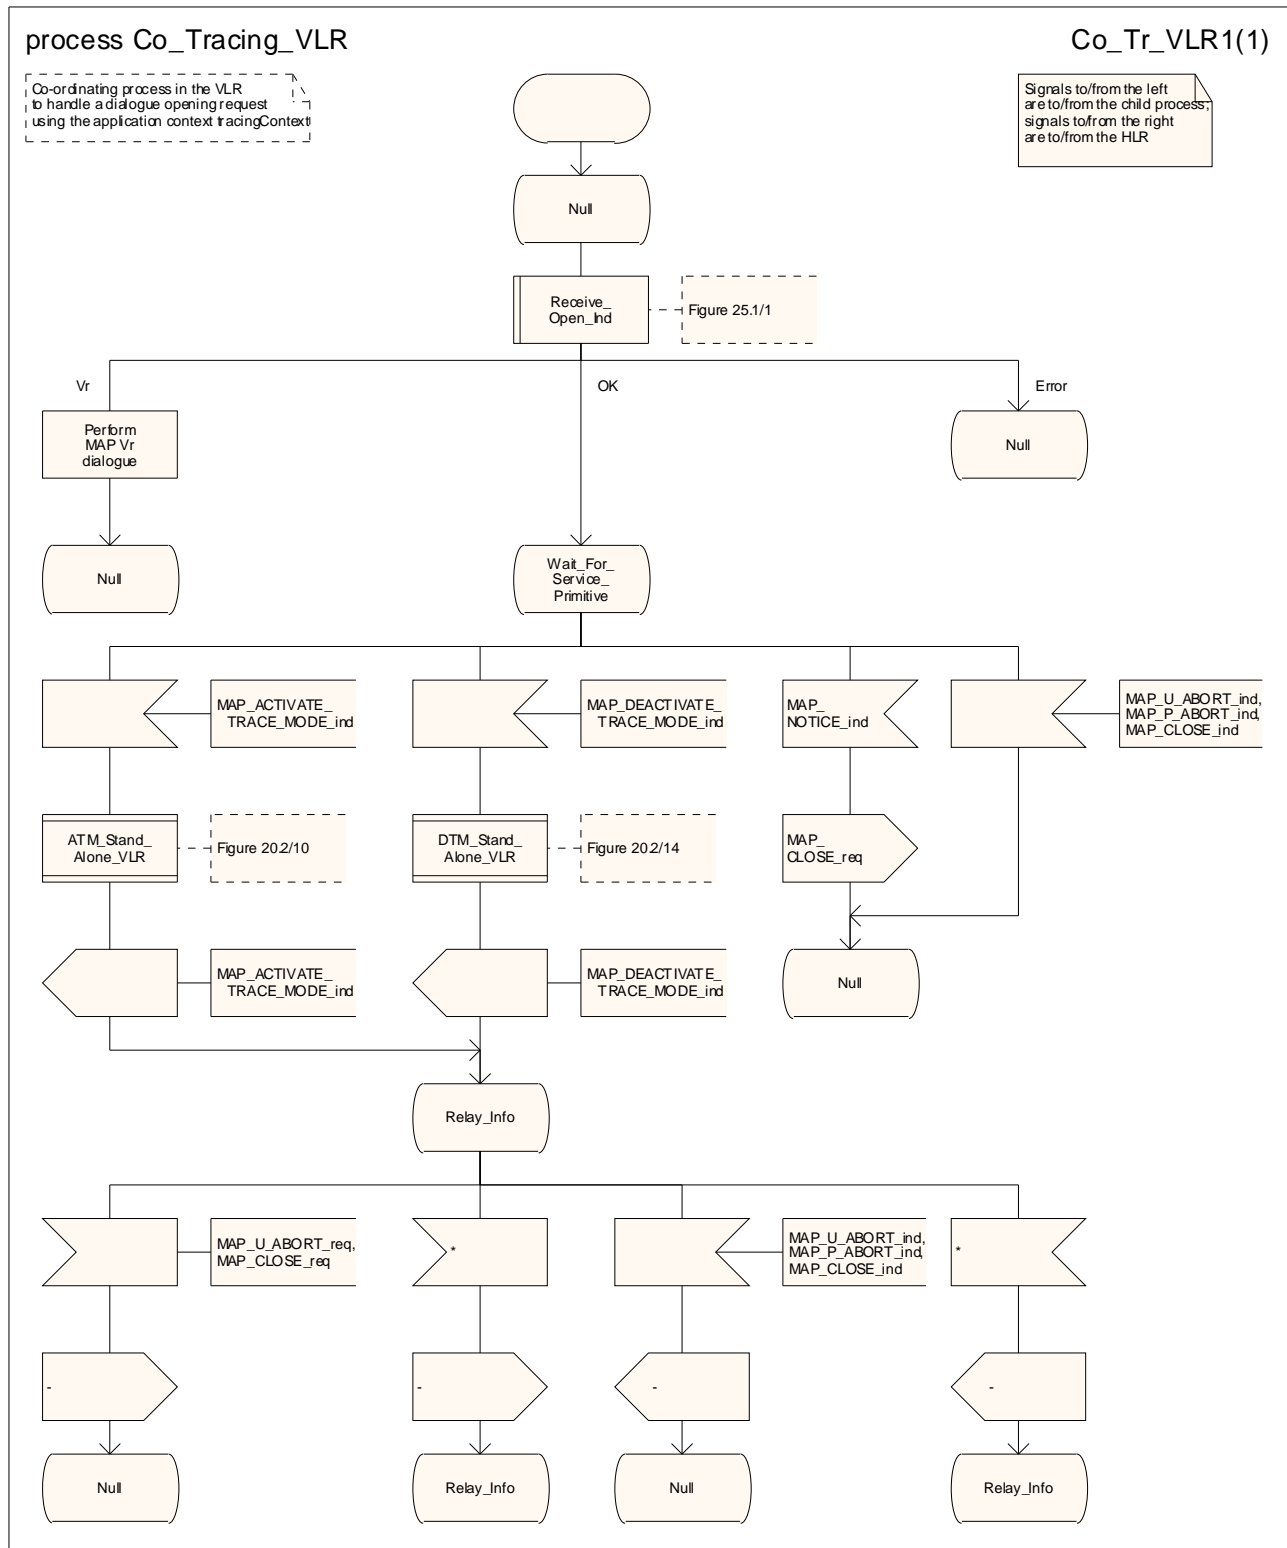 process Co_Tracing_VLR
Co_Tr_VLR1(1)
Co-ordinating process in the VLR
to handle a dialogue opening request
using the application context tracingContext
Signals to/from the left
are to/from the child process;
signals to/from the right
are to/from the HLR
Null
Receive_
Open_Ind
Figure 25.1/1
Vr
OK
Error
Perform
MAP Vr
dialogue
Null
Null
Wait_For_
Service_
Primitive
MAP_ACTIVATE_
TRACE_MODE_ind
MAP_DEACTIVATE_
TRACE_MODE_ind
MAP_
NOTICE_ind
MAP_U_ABORT_ind,
MAP_P_ABORT_ind,
MAP_CLOSE_ind
ATM_Stand_
Alone_VLR
Figure 20.2/10
DTM_Stand_
Alone_VLR
Figure 20.2/14
MAP_
CLOSE_req
MAP_ACTIVATE_
TRACE_MODE_ind
MAP_DEACTIVATE_
TRACE_MODE_ind
Null
Relay_Info
MAP_U_ABORT_req,
MAP_CLOSE_req
*
MAP_U_ABORT_ind,
MAP_P_ABORT_ind,
MAP_CLOSE_ind
*
-
-
-
-
Null
Relay_Info
Null
Relay_Info